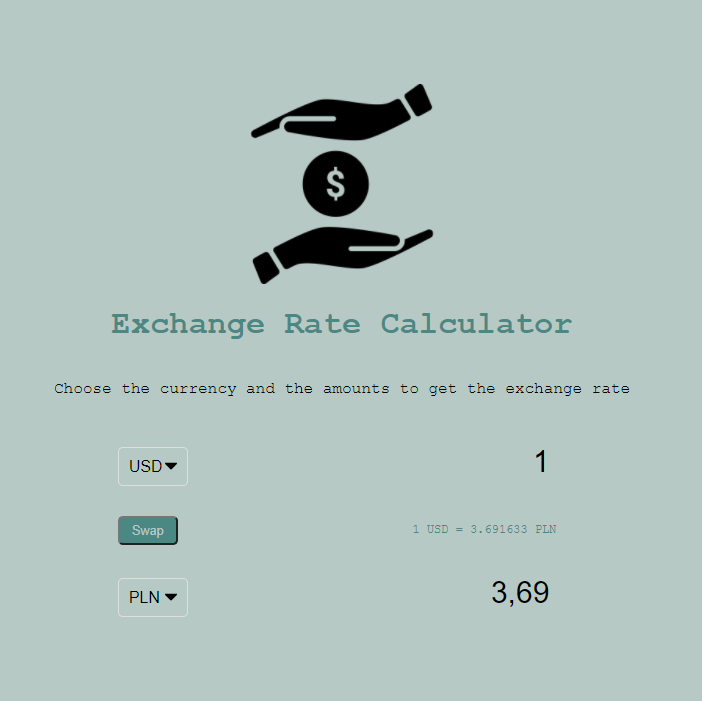 $
Exchange Rate Calculator
Choose the currency and the amounts to get the exchange rate
USD 1
Swap 1 USD = 3.691633 PLN
PLN 3,69